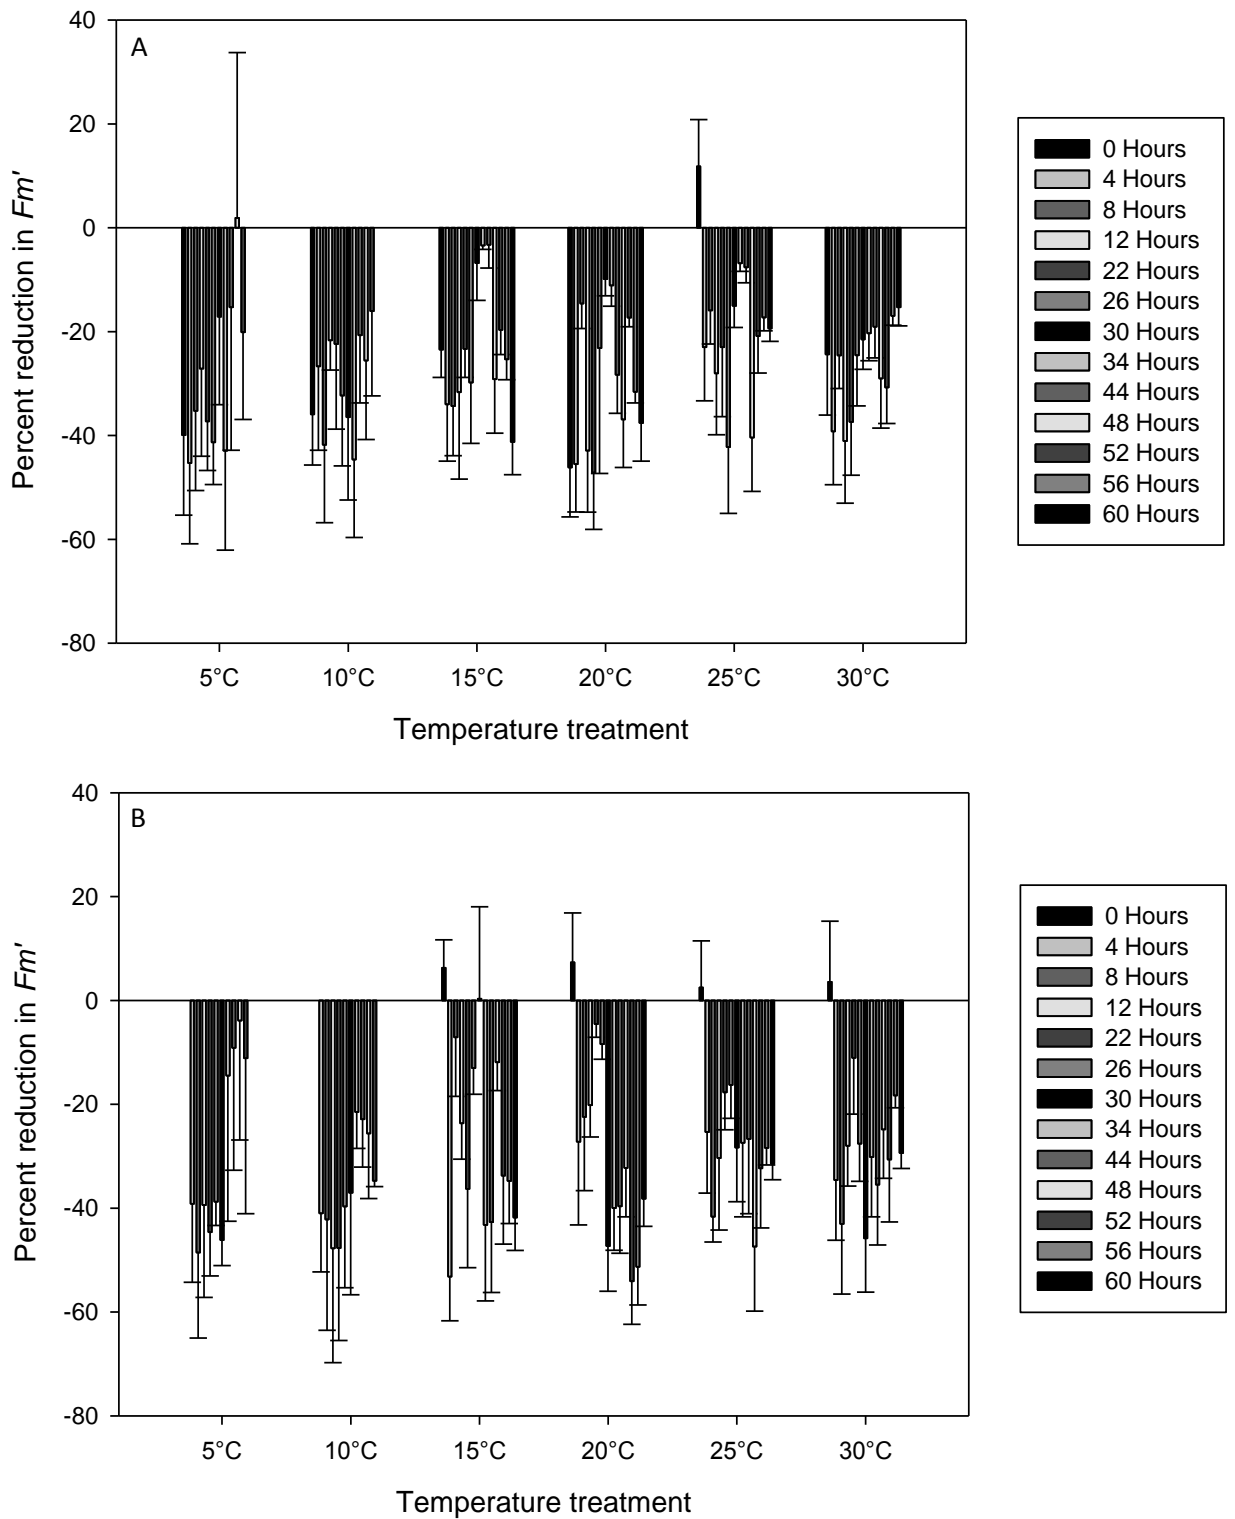 A
40
20
0
-20
-40
-60
-80
Percent reduction in Fm'
5°C 10°C 15°C 20°C 25°C 30°C
Temperature treatment
0 Hours
4 Hours
8 Hours
12 Hours
22 Hours
26 Hours
30 Hours
34 Hours
44 Hours
48 Hours
52 Hours
56 Hours
60 Hours
B
40
20
0
-20
-40
-60
-80
Percent reduction in Fm'
5°C 10°C 15°C 20°C 25°C 30°C
Temperature treatment
0 Hours
4 Hours
8 Hours
12 Hours
22 Hours
26 Hours
30 Hours
34 Hours
44 Hours
48 Hours
52 Hours
56 Hours
60 Hours